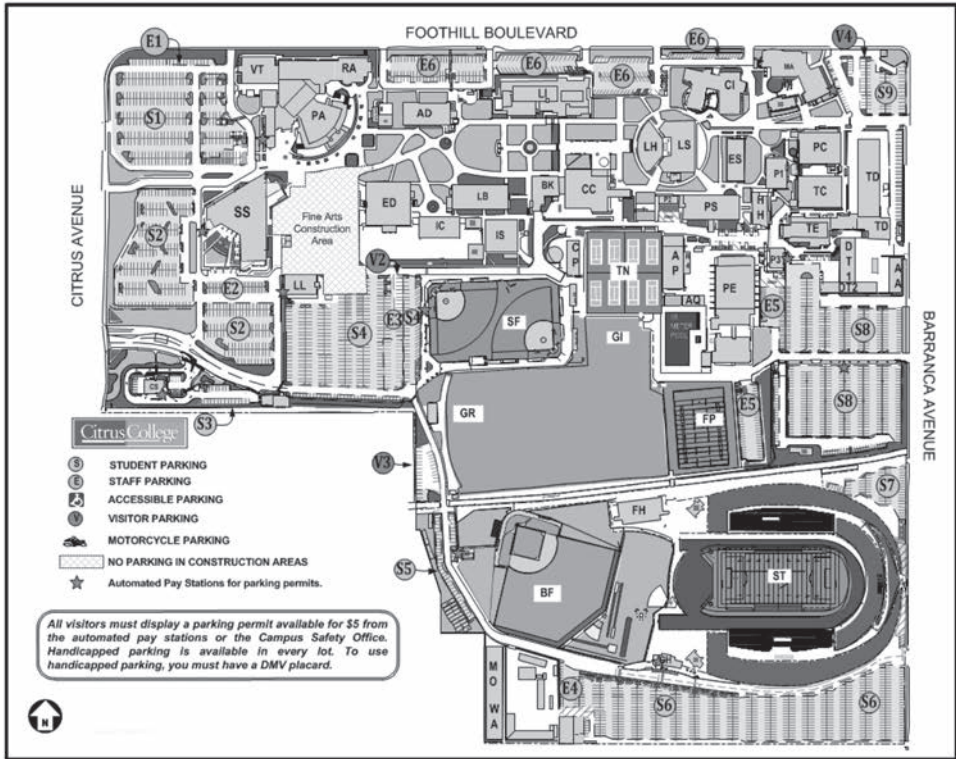 FOOTHILL BOULEVARD
E1
E6
V4
VT
RA
E6
E6
E6
LI
CI
MA
S9
S1
PA
AD
LH
LS
ES
PC
P1
TC
TD
SS
Fine Arts
Construction
Area
ED
LB
BK
CC
IC
IS
PS
H
H
TE
TD
CITRUS AVENUE
S2
E2
LL
V2
CP
TN
AP
P3
D
T
1
DT2
AA
PE
E5
S2
S4
E3
S4
SF
AQ
GI
S8
BARRANCA AVENUE
CS
S3
GR
FP
E5
S8
Citrus College
S STUDENT PARKING
E STAFF PARKING
ACCESSIBLE PARKING
V VISITOR PARKING
MOTORCYCLE PARKING
NO PARKING IN CONSTRUCTION AREAS
Automated Pay Stations for parking permits.
V3
S7
FH
S5
BF
ST
All visitors must display a parking permit available for $5 from
the automated pay stations or the Campus Safety Office.
Handicapped parking is available in every lot. To use
handicapped parking, you must have a DMV placard.
MO WA
E4
S6
S6
N